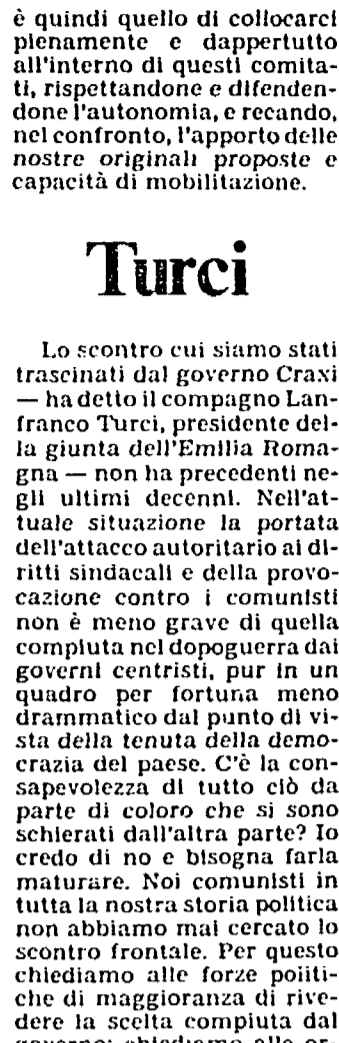 è quindi quello di collocarci
pienamente e dappertutto
all'interno di questi comita-
ti, rispettandone e difenden-
done l'autonomia, e recando,
nel confronto, l'apporto delle
nostre originali proposte e
capacità di mobilitazione.
Turci
Lo scontro cui siamo stati
trascinati dal governo Craxi
— ha detto il compagno Lan-
franco Turci, presidente del-
la giunta dell'Emilia Roma-
gna — non ha precedenti ne-
gli ultimi decenni. Nell'at-
tuale situazione la portata
dell'attacco autoritario ai di-
ritti sindacali e della provo-
cazione contro i comunisti
non è meno grave di quella
compiuta nel dopoguerra dai
governi centristi, pur in un
quadro per fortuna meno
drammatico dal punto di vi-
sta della tenuta della demo-
crazia del paese. C'è la con-
sapevolezza di tutto ciò da
parte di coloro che si sono
schierati dall'altra parte? Io
credo di no e bisogna farla
maturare. Noi comunisti in
tutta la nostra storia politica
non abbiamo mai cercato lo
scontro frontale. Per questo
chiediamo alle forze politi-
che di maggioranza di rive-
dere la scelta compiuta dal